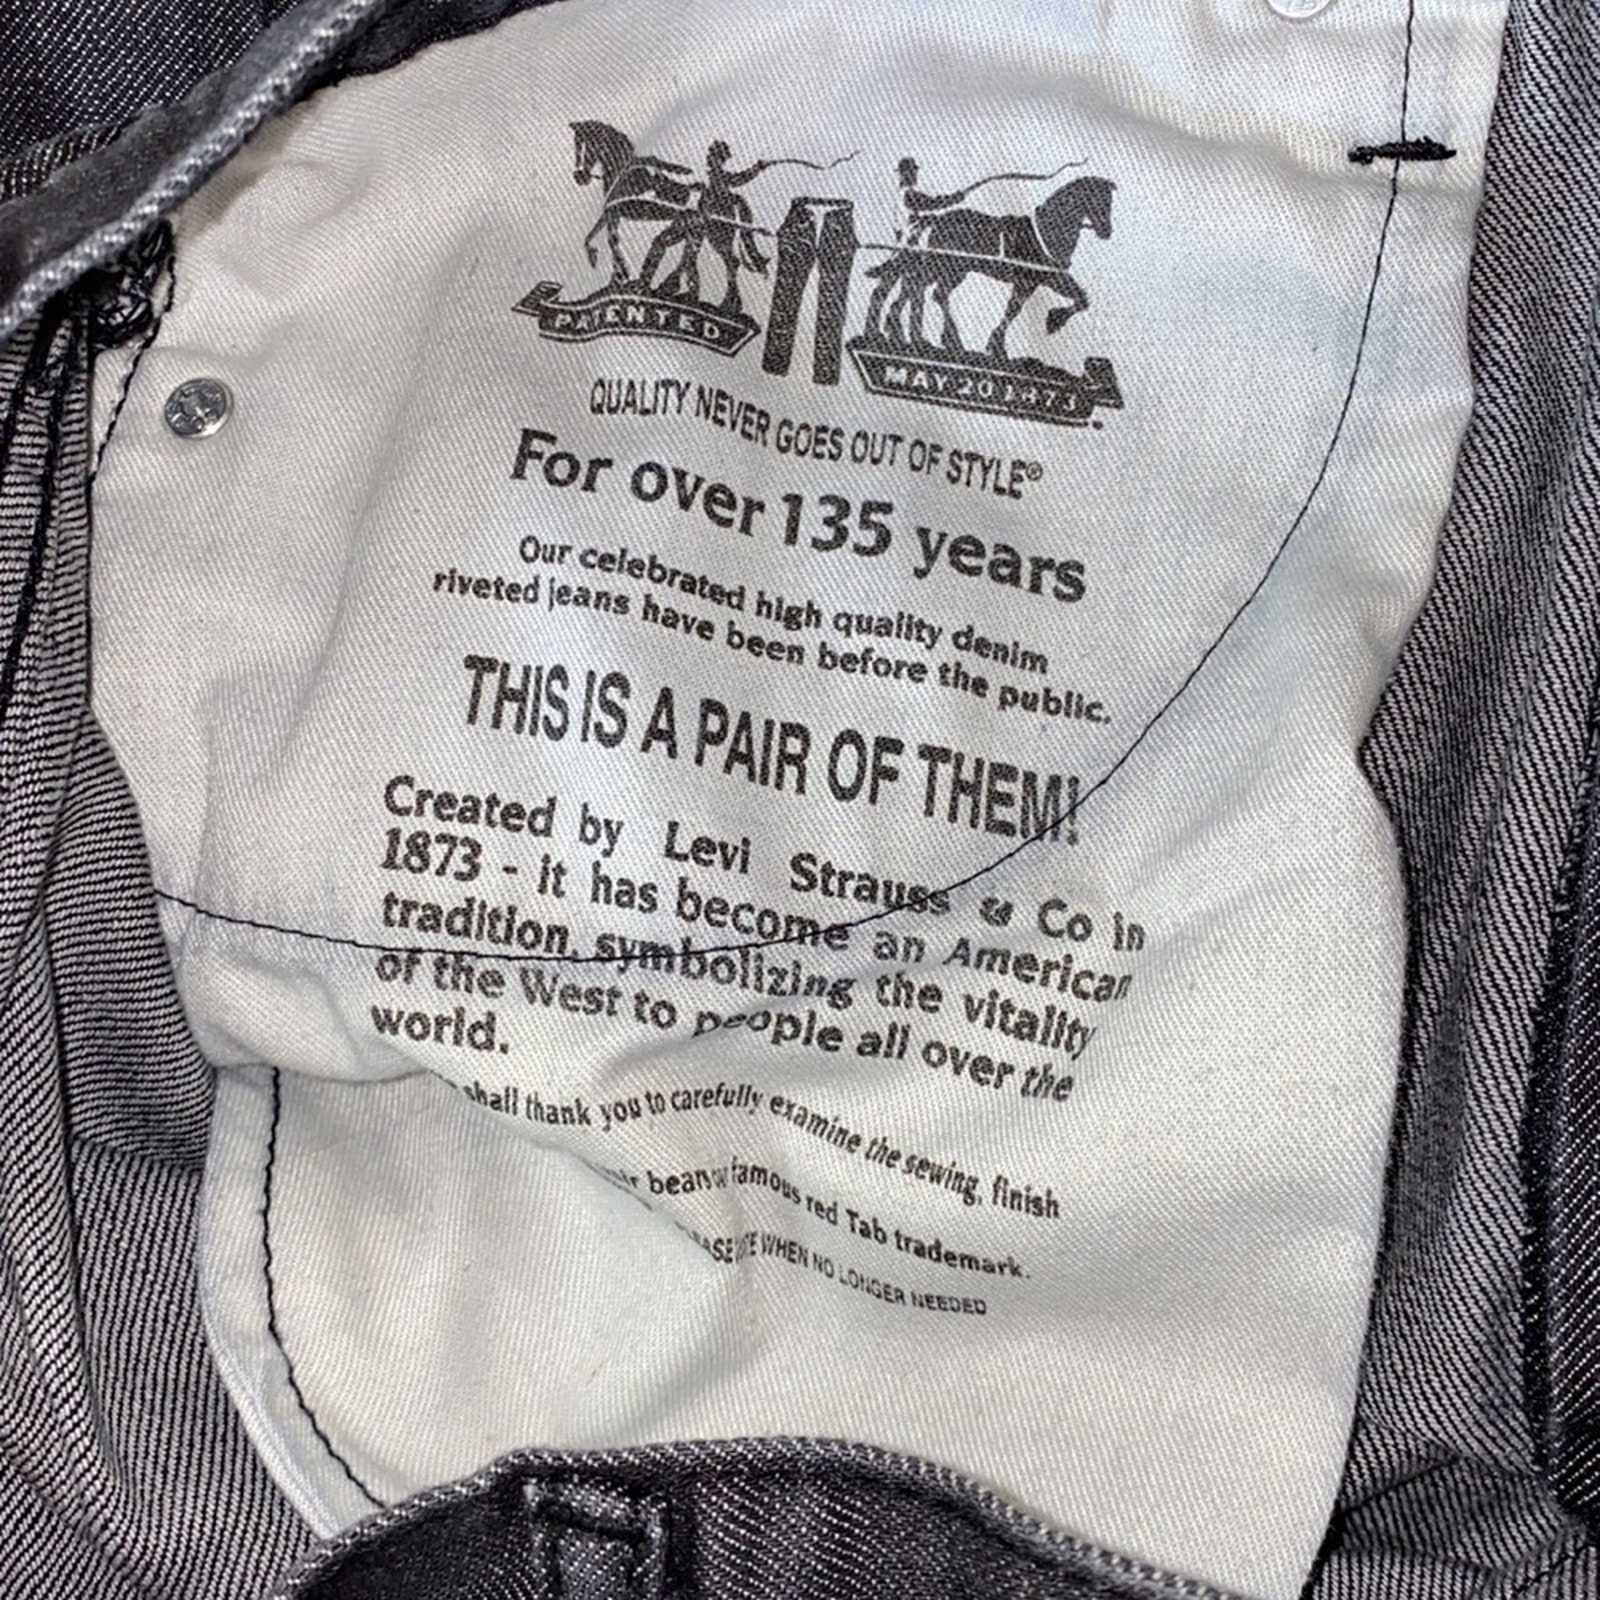 PATENTED
MAY 20 1873
QUALITY NEVER GOES OUT OF STYLE®
For over 135 years
Our celebrated high quality denim
riveted jeans have been before the public.
THIS IS A PAIR OF THEM!
Created by Levi Strauss & Co in
1873 - it has become an American
tradition, symbolizing the vitality
of the West to people all over the
world.
shall thank you to carefully examine the sewing, finish
famous red Tab trademark.
WHEN NO LONGER NEEDED